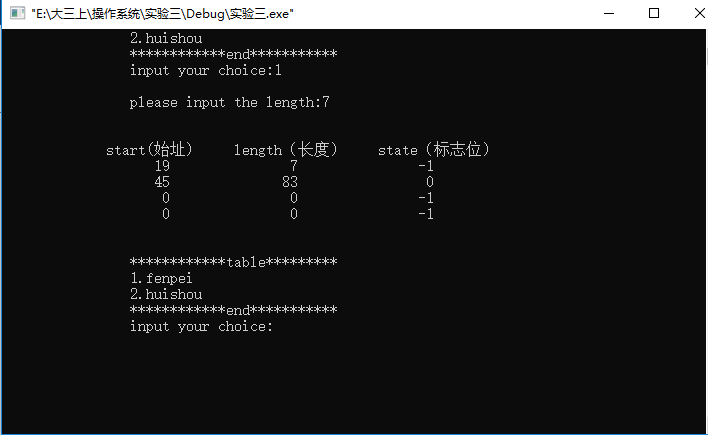 "E:\大三上\操作系统\实验三\Debug\实验三.exe"
2.huishou
************end***********
input your choice:1
please input the length:7
start(始址) length（长度） state（标志位）
19 7 -1
45 83 0
0 0 -1
0 0 -1
************table*********
1.fenpei
2.huishou
************end***********
input your choice: